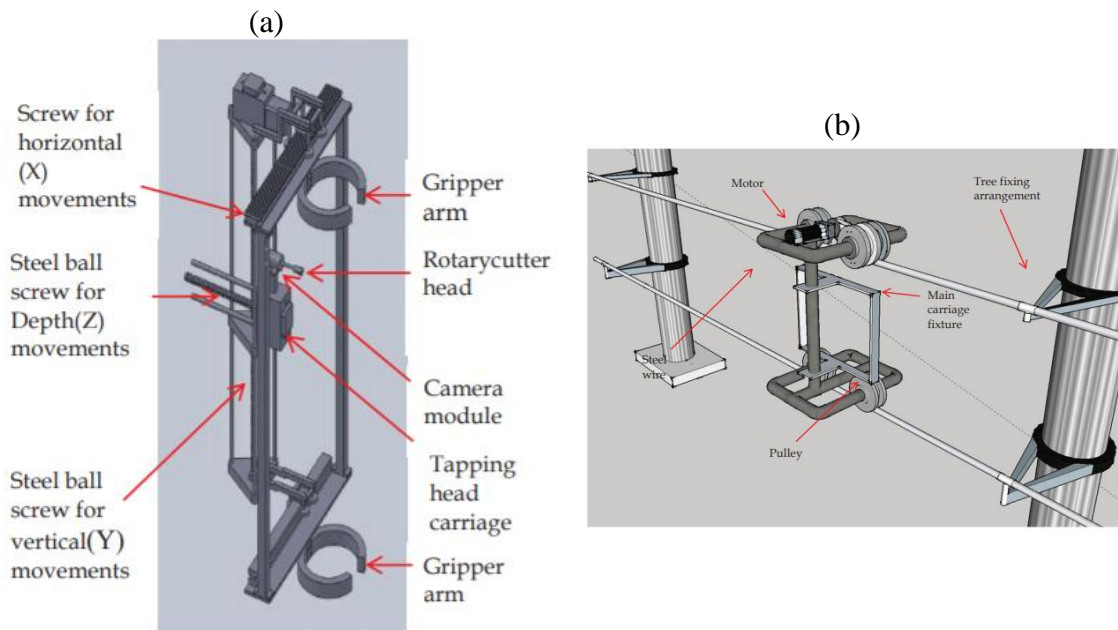 (a)
Screw for
horizontal
(X)
movements
Steel ball
screw for
Depth(Z)
movements
Steel ball
screw for
vertical(Y)
movements
Gripper
arm
Rotarycutter
head
Camera
module
Tapping
head
carriage
Gripper
arm
(b)
Motor
Tree fixing
arrangement
Main
carriage
fixture
Steel
wire
Pulley